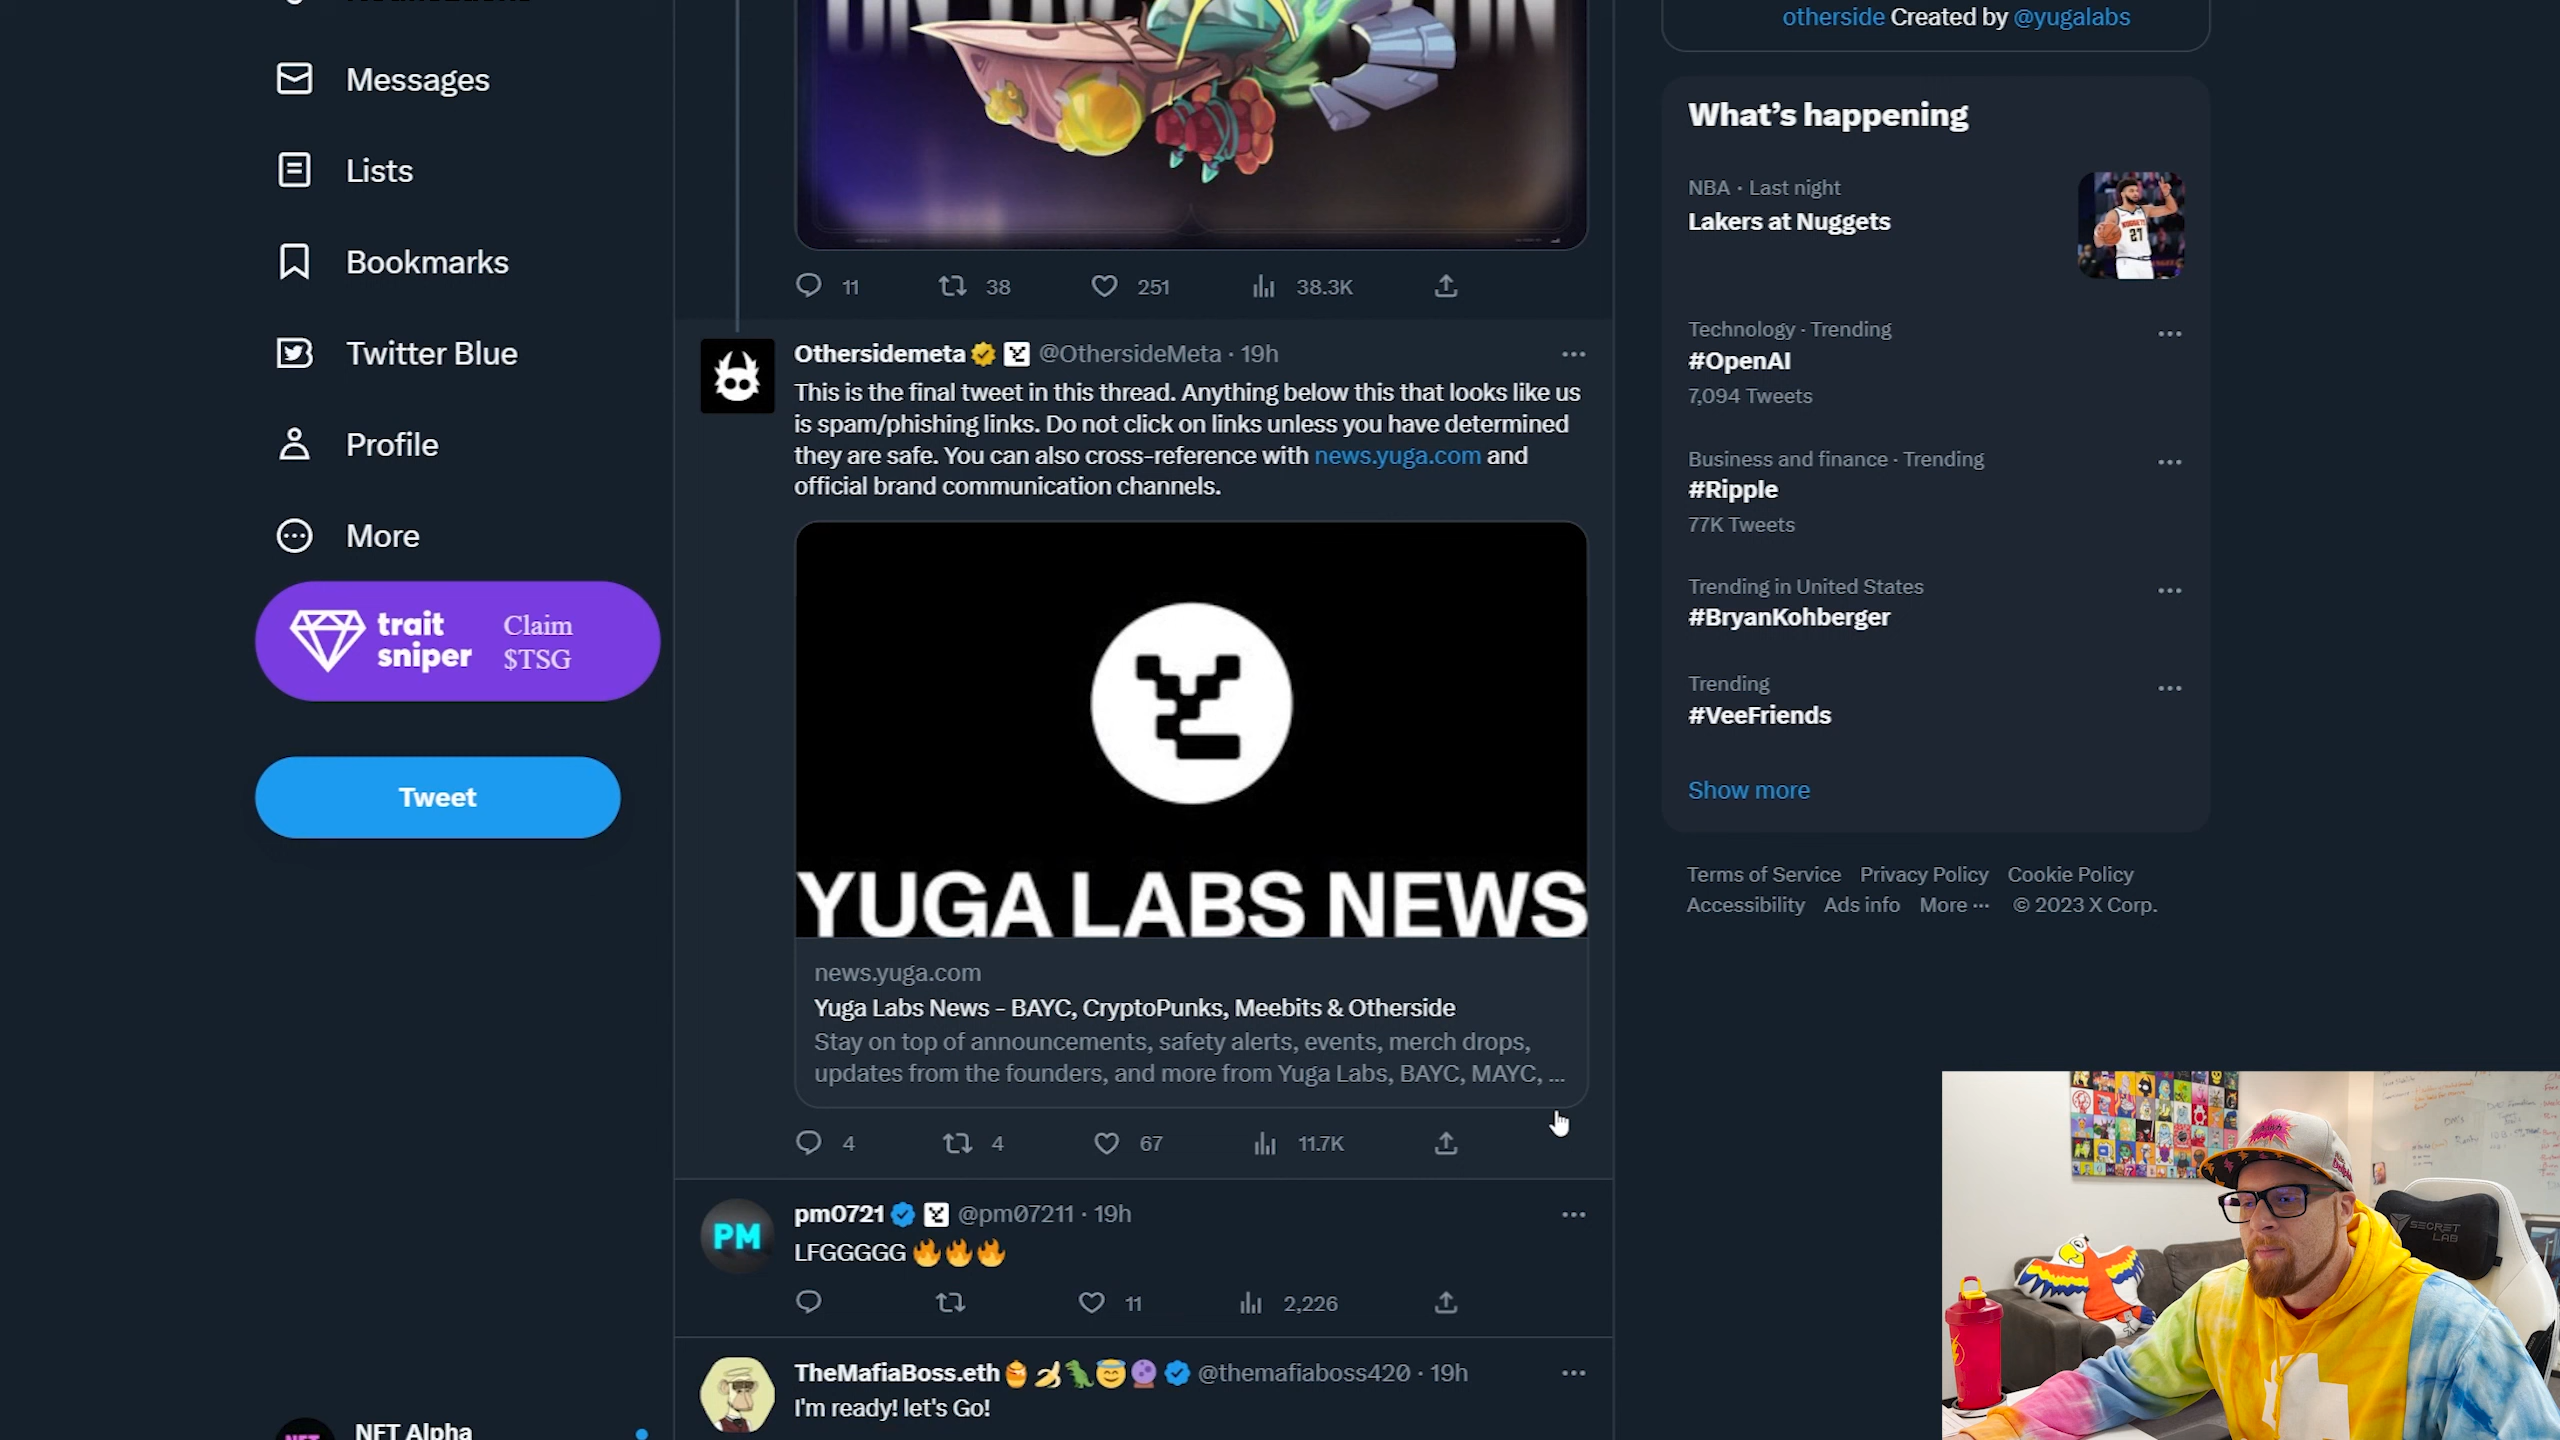 Messages
Lists
Bookmarks
Twitter Blue
Profile
More
trait
sniper
Claim
$TSG
Tweet
NFT Alpha
11 38 251 38.3K
Othersidemeta @OthersideMeta · 19h
This is the final tweet in this thread. Anything below this that looks like us
is spam/phishing links. Do not click on links unless you have determined
they are safe. You can also cross-reference with news.yuga.com and
official brand communication channels.
YUGA LABS NEWS
news.yuga.com
Yuga Labs News – BAYC, CryptoPunks, Meebits & Otherside
Stay on top of announcements, safety alerts, events, merch drops,
updates from the founders, and more from Yuga Labs, BAYC, MAYC, ...
4 4 67 11.7K
PM
pm0721 @pm07211 · 19h
LFGGGGG 🔥🔥🔥
11 2,226
TheMafiaBoss.eth @themafiaboss420 · 19h
I'm ready! let's Go!
otherside Created by @yugalabs
What's happening
NBA · Last night
Lakers at Nuggets
Technology · Trending
#OpenAI
7,094 Tweets
Business and finance · Trending
#Ripple
77K Tweets
Trending in United States
#BryanKohberger
Trending
#VeeFriends
Show more
Terms of Service Privacy Policy Cookie Policy
Accessibility Ads info More ··· © 2023 X Corp.
SECRET
LAB